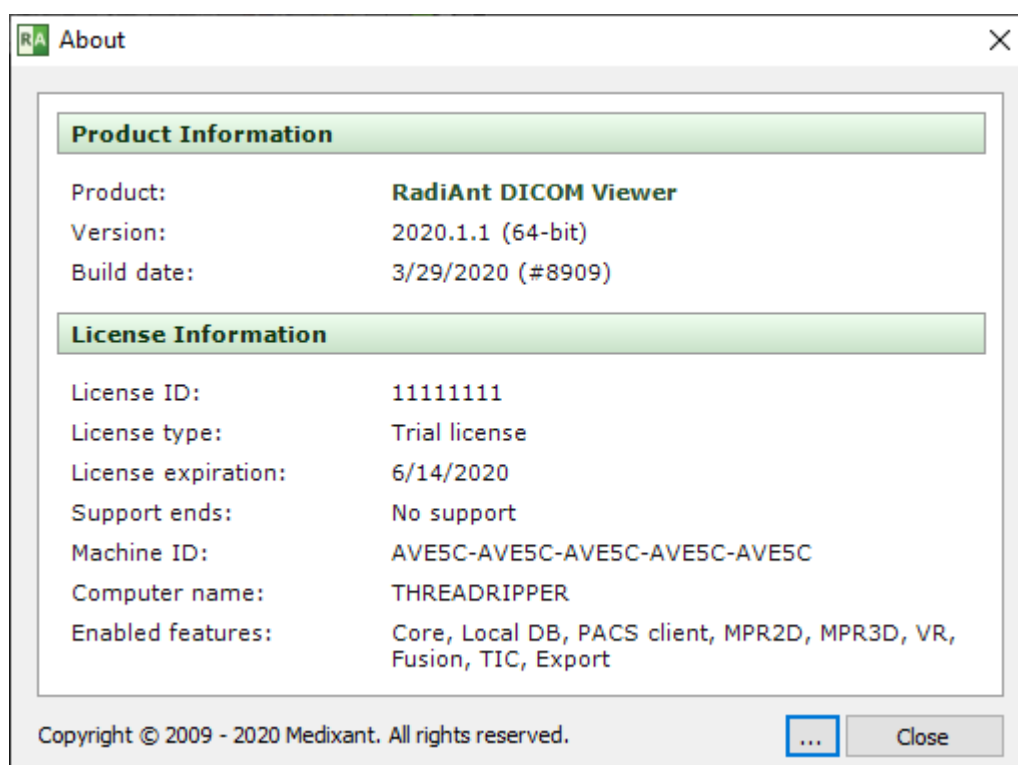 RA About
Product Information
Product: RadiAnt DICOM Viewer
Version: 2020.1.1 (64-bit)
Build date: 3/29/2020 (#8909)
License Information
License ID: 11111111
License type: Trial license
License expiration: 6/14/2020
Support ends: No support
Machine ID: AVE5C-AVE5C-AVE5C-AVE5C-AVE5C
Computer name: THREADRIPPER
Enabled features: Core, Local DB, PACS client, MPR2D, MPR3D, VR,
Fusion, TIC, Export
Copyright © 2009 - 2020 Medixant. All rights reserved. ... Close